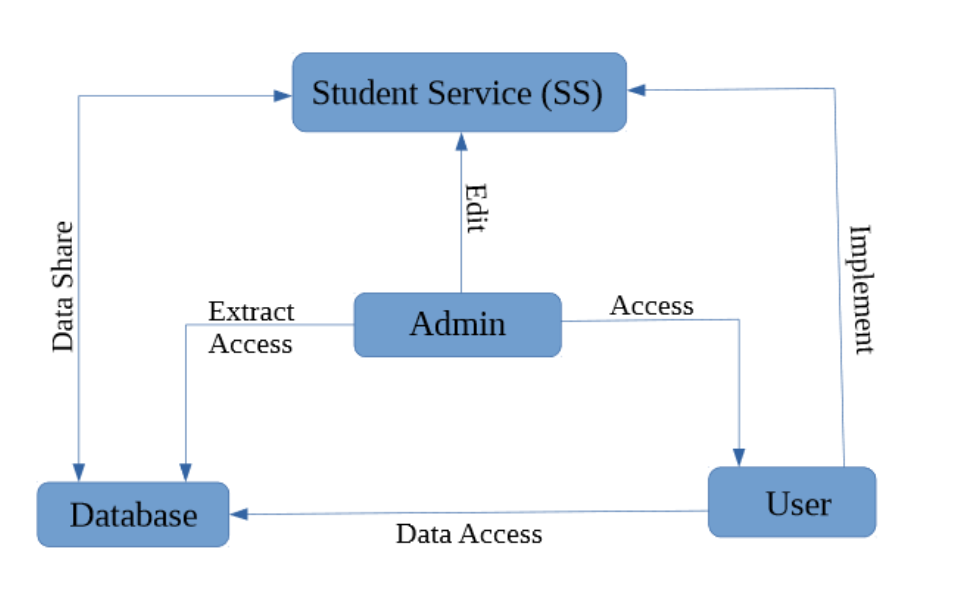 Student Service (SS)
Edit
Data Share
Implement
Extract
Access
Admin
Access
Database
User
Data Access